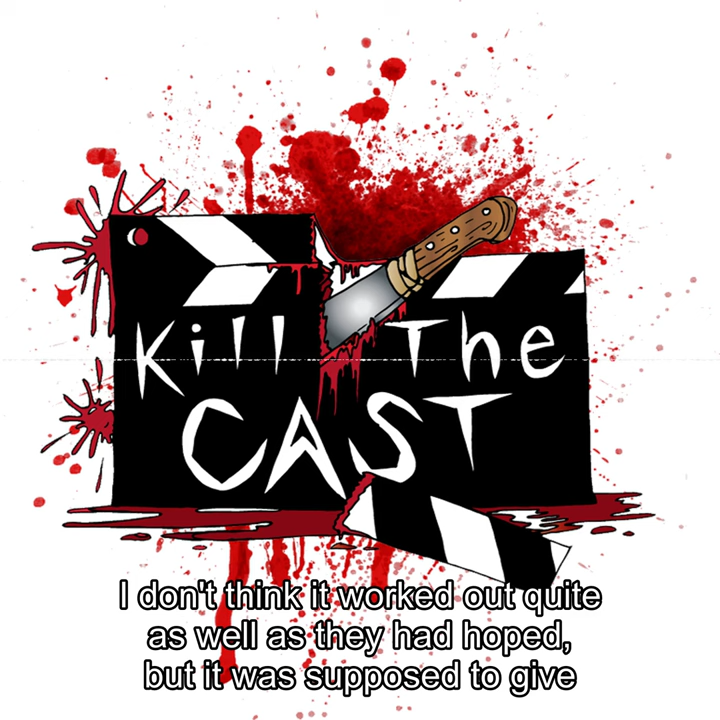 Kill The
CAST
I don't think it worked out quite
as well as they had hoped,
but it was supposed to give